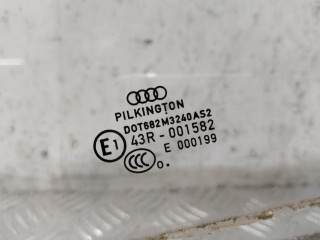 PILKINGTON
DOT682M3240AS2
E1 43R-001582
CCC E 000199
o.